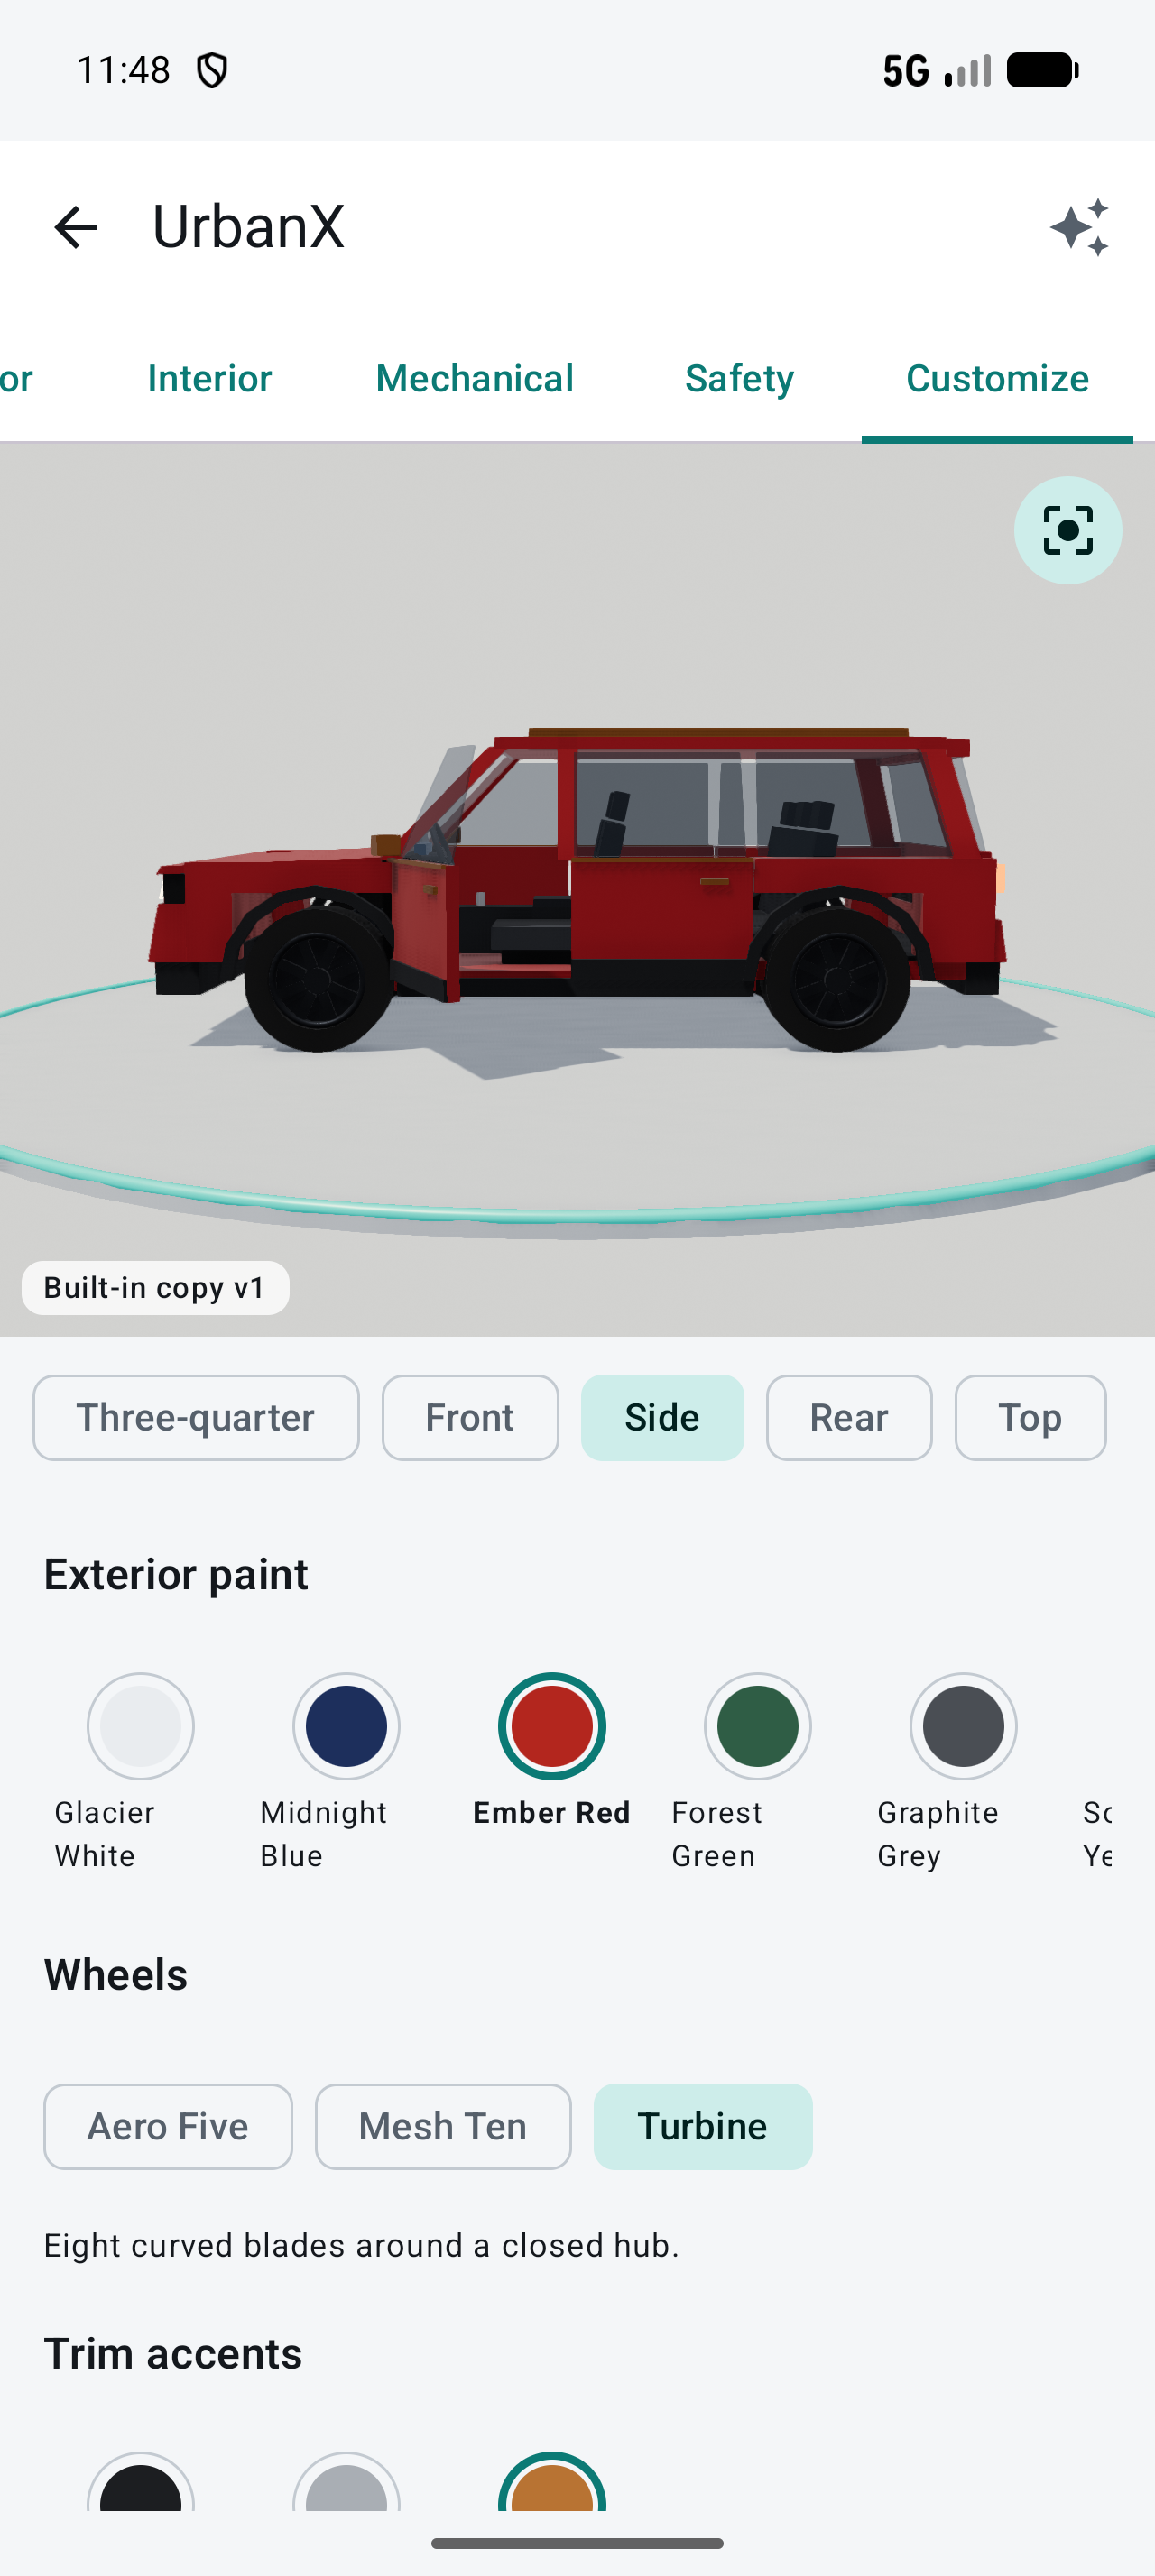 11:48
5G
UrbanX
or
Interior
Mechanical
Safety
Customize
Built-in copy v1
Three-quarter
Front
Side
Rear
Top
Exterior paint
Glacier
White
Midnight
Blue
Ember Red
Forest
Green
Graphite
Grey
Wheels
Aero Five
Mesh Ten
Turbine
Eight curved blades around a closed hub.
Trim accents